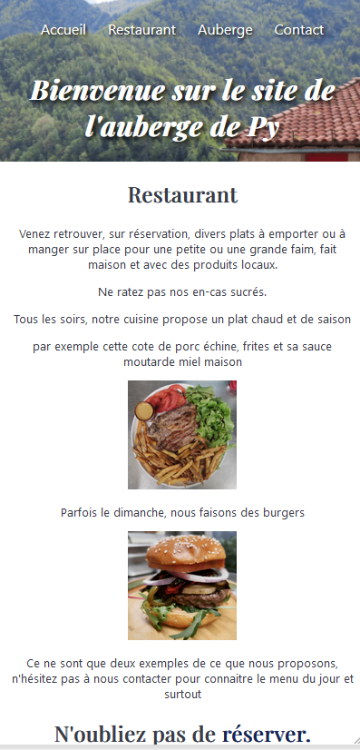 Accueil Restaurant Auberge Contact
Bienvenue sur le site de
l'auberge de Py
Restaurant
Venez retrouver, sur réservation, divers plats à emporter ou à
manger sur place pour une petite ou une grande faim, fait
maison et avec des produits locaux.
Ne ratez pas nos en-cas sucrés.
Tous les soirs, notre cuisine propose un plat chaud et de saison
par exemple cette cote de porc échine, frites et sa sauce
moutarde miel maison
Parfois le dimanche, nous faisons des burgers
Ce ne sont que deux exemples de ce que nous proposons,
n'hésitez pas à nous contacter pour connaitre le menu du jour et
surtout
N'oubliez pas de réserver.